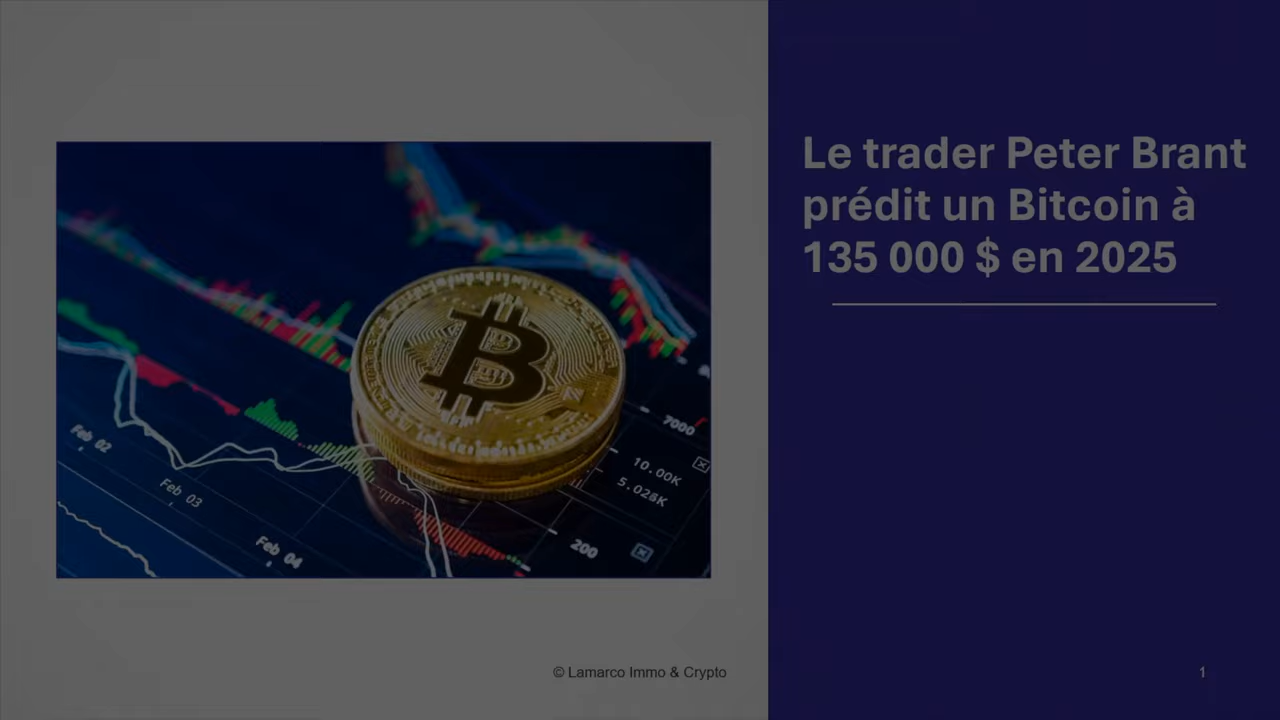 Le trader Peter Brant
prédit un Bitcoin à
135 000 $ en 2025
7000
10.00K
5.028K
200
Feb 02
Feb 03
Feb 04
© Lamarco Immo & Crypto
1